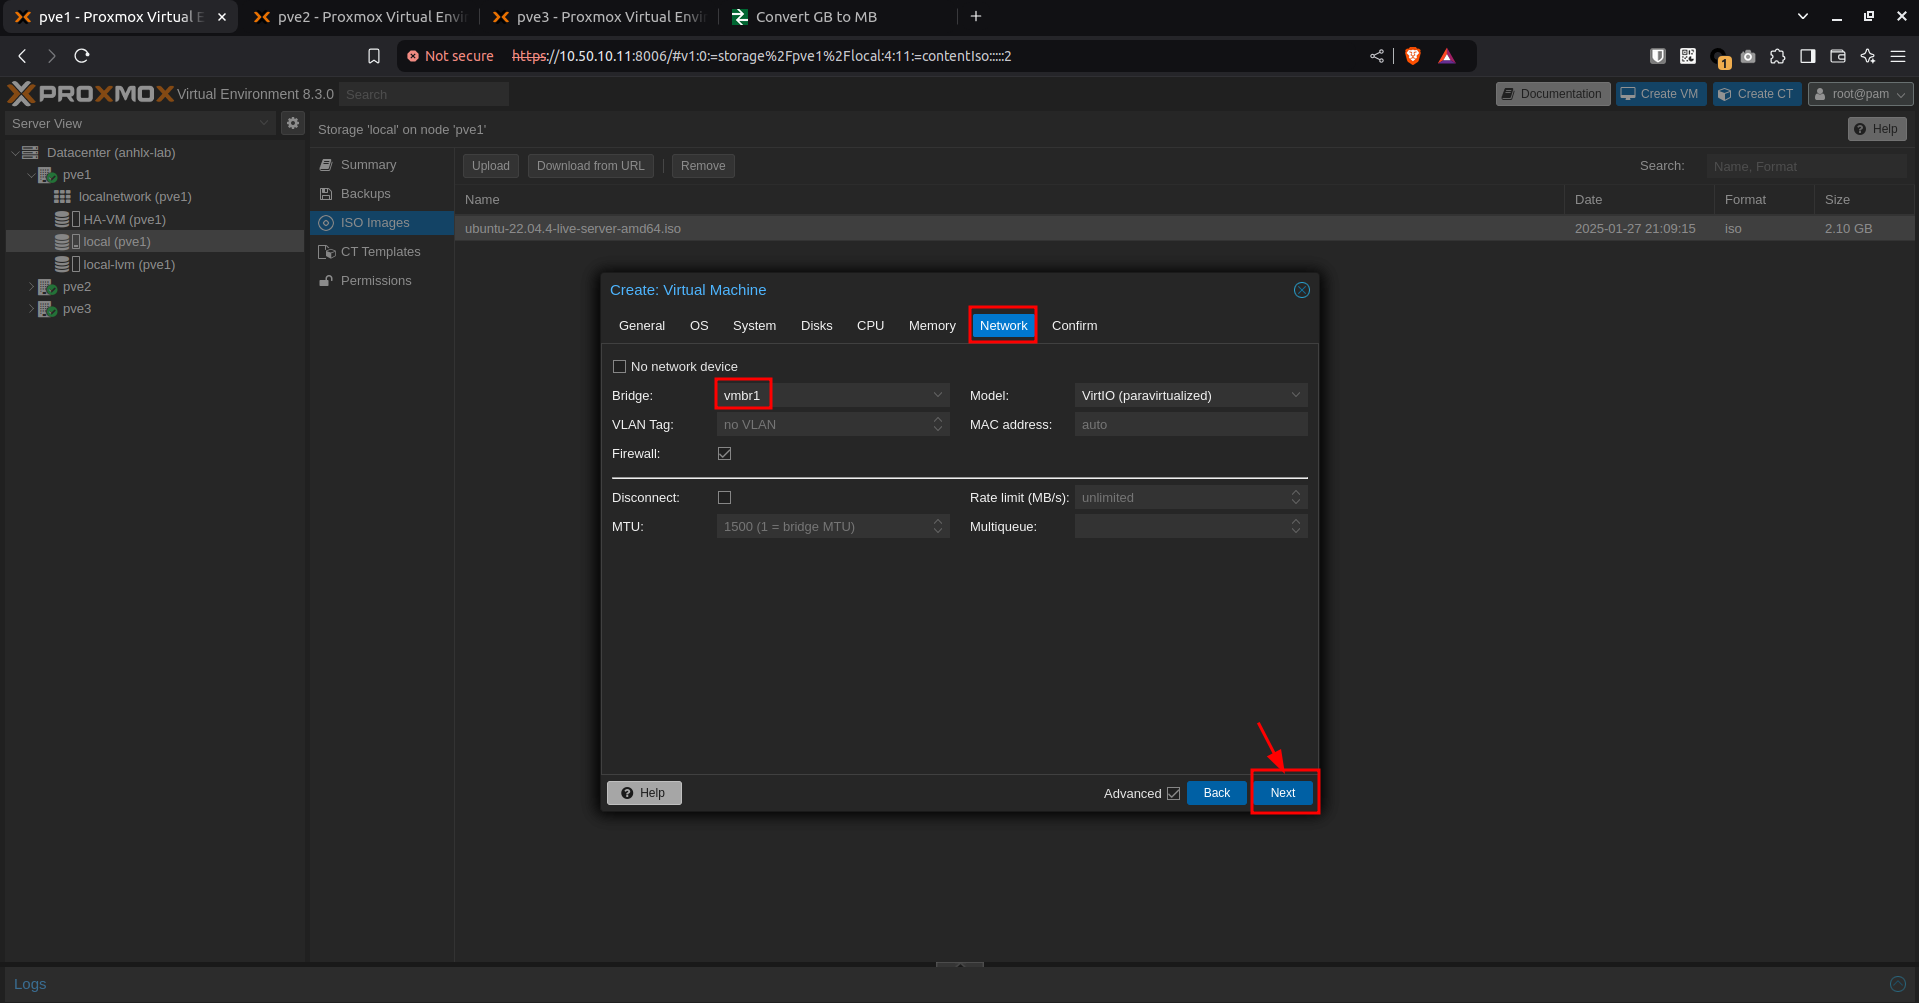 pve1 - Proxmox Virtual E
pve2 - Proxmox Virtual Envi
pve3 - Proxmox Virtual Envi
Convert GB to MB
Not secure https://10.50.10.11:8006/#v1:0:=storage%2Fpve1%2Flocal:4:11:=contentIso:::::2
1
PROXMOX Virtual Environment 8.3.0 Search
Documentation Create VM Create CT root@pam
Server View
Storage 'local' on node 'pve1'
Help
Datacenter (anhlx-lab)
pve1
localnetwork (pve1)
HA-VM (pve1)
local (pve1)
local-lvm (pve1)
pve2
pve3
Summary
Backups
ISO Images
CT Templates
Permissions
Upload Download from URL Remove Search: Name, Format
Name Date Format Size
ubuntu-22.04.4-live-server-amd64.iso 2025-01-27 21:09:15 iso 2.10 GB
Create: Virtual Machine
General OS System Disks CPU Memory Network Confirm
No network device
Bridge: vmbr1 Model: VirtIO (paravirtualized)
VLAN Tag: no VLAN MAC address: auto
Firewall:
Disconnect: Rate limit (MB/s): unlimited
MTU: 1500 (1 = bridge MTU) Multiqueue:
Help Advanced Back Next
Logs